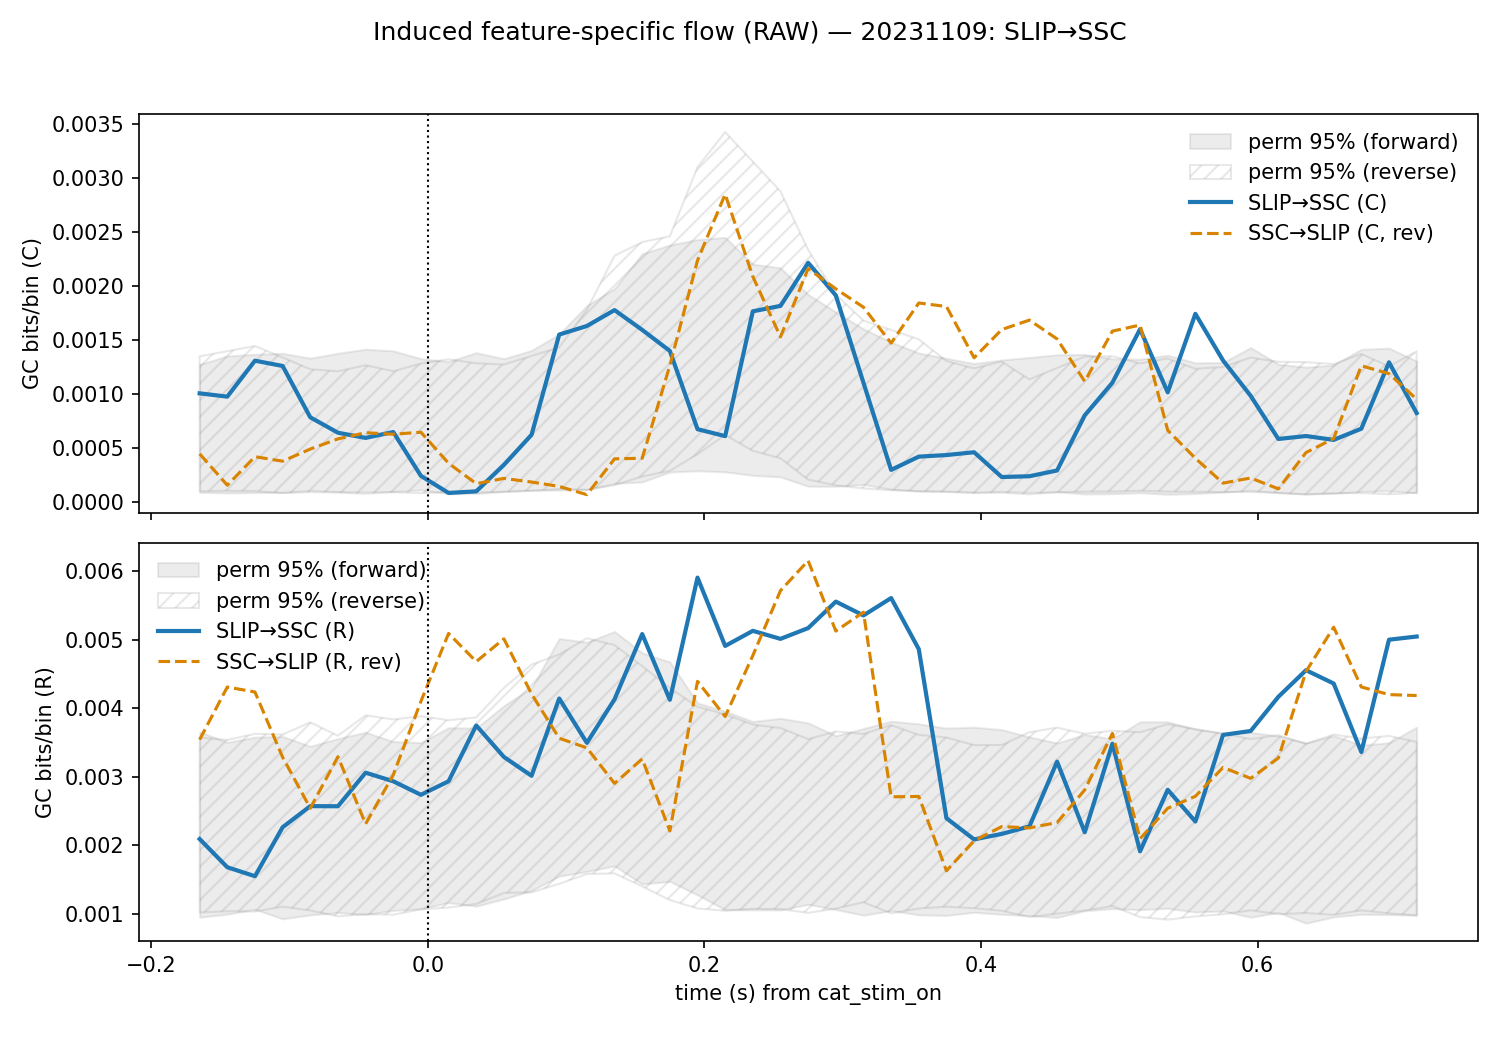 Induced feature-specific flow (RAW) — 20231109: SLIP→SSC
GC bits/bin (C)
0.0035
0.0030
0.0025
0.0020
0.0015
0.0010
0.0005
0.0000
perm 95% (forward)
perm 95% (reverse)
SLIP→SSC (C)
SSC→SLIP (C, rev)
GC bits/bin (R)
0.006
0.005
0.004
0.003
0.002
0.001
perm 95% (forward)
perm 95% (reverse)
SLIP→SSC (R)
SSC→SLIP (R, rev)
−0.2
0.0
0.2
0.4
0.6
time (s) from cat_stim_on